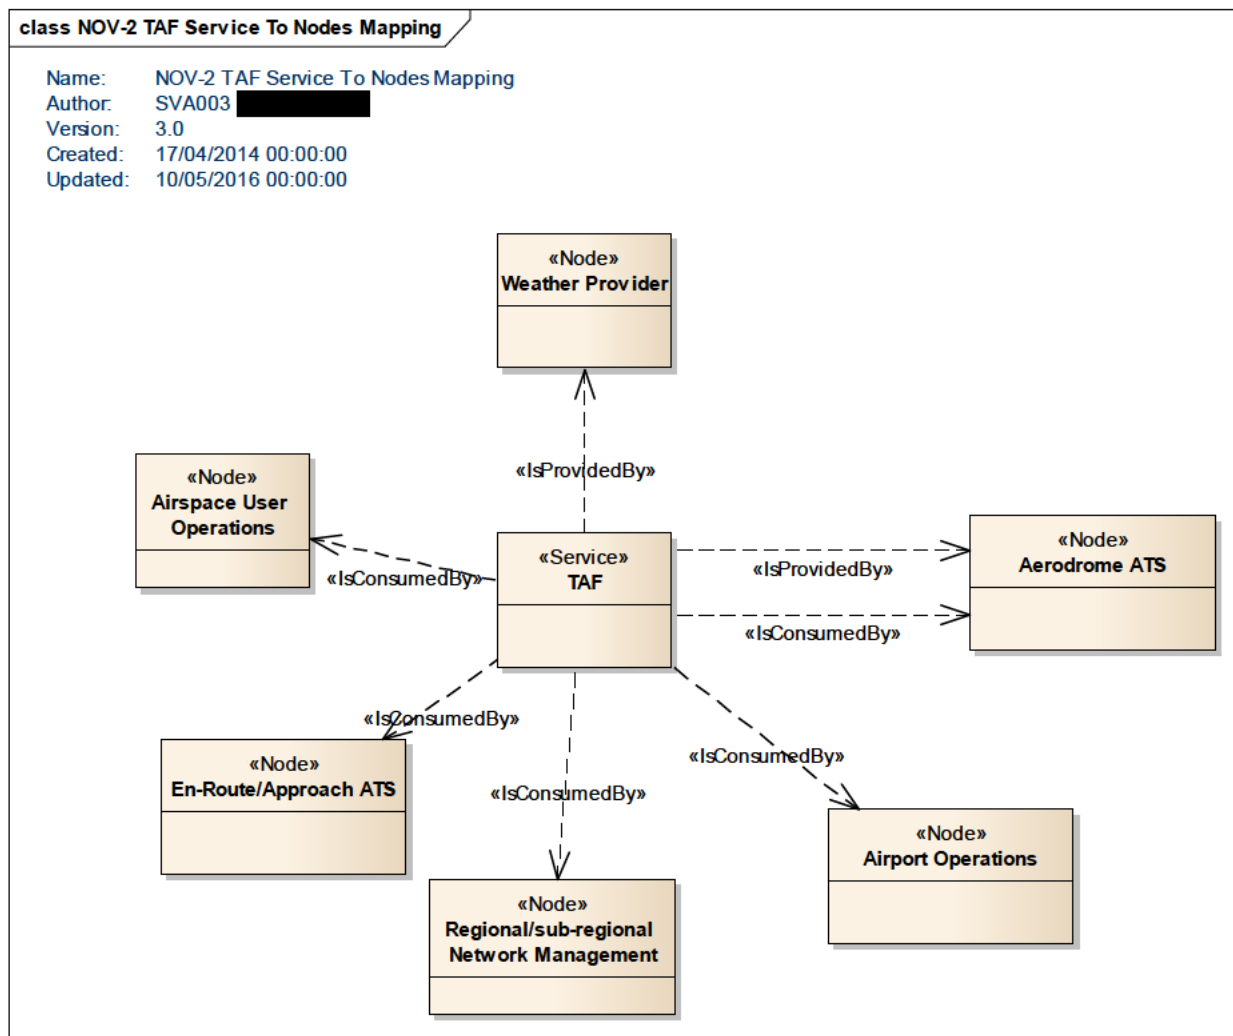 class NOV-2 TAF Service To Nodes Mapping
Name: NOV-2 TAF Service To Nodes Mapping
Author: SVA003
Version: 3.0
Created: 17/04/2014 00:00:00
Updated: 10/05/2016 00:00:00
«Node»
Weather Provider
«IsProvidedBy»
«Node»
Airspace User
Operations
«IsConsumedBy»
«Service»
TAF
«IsProvidedBy»
«IsConsumedBy»
«Node»
Aerodrome ATS
«IsConsumedBy»
«Node»
En-Route/Approach ATS
«IsConsumedBy»
«Node»
Regional/sub-regional
Network Management
«IsConsumedBy»
«Node»
Airport Operations